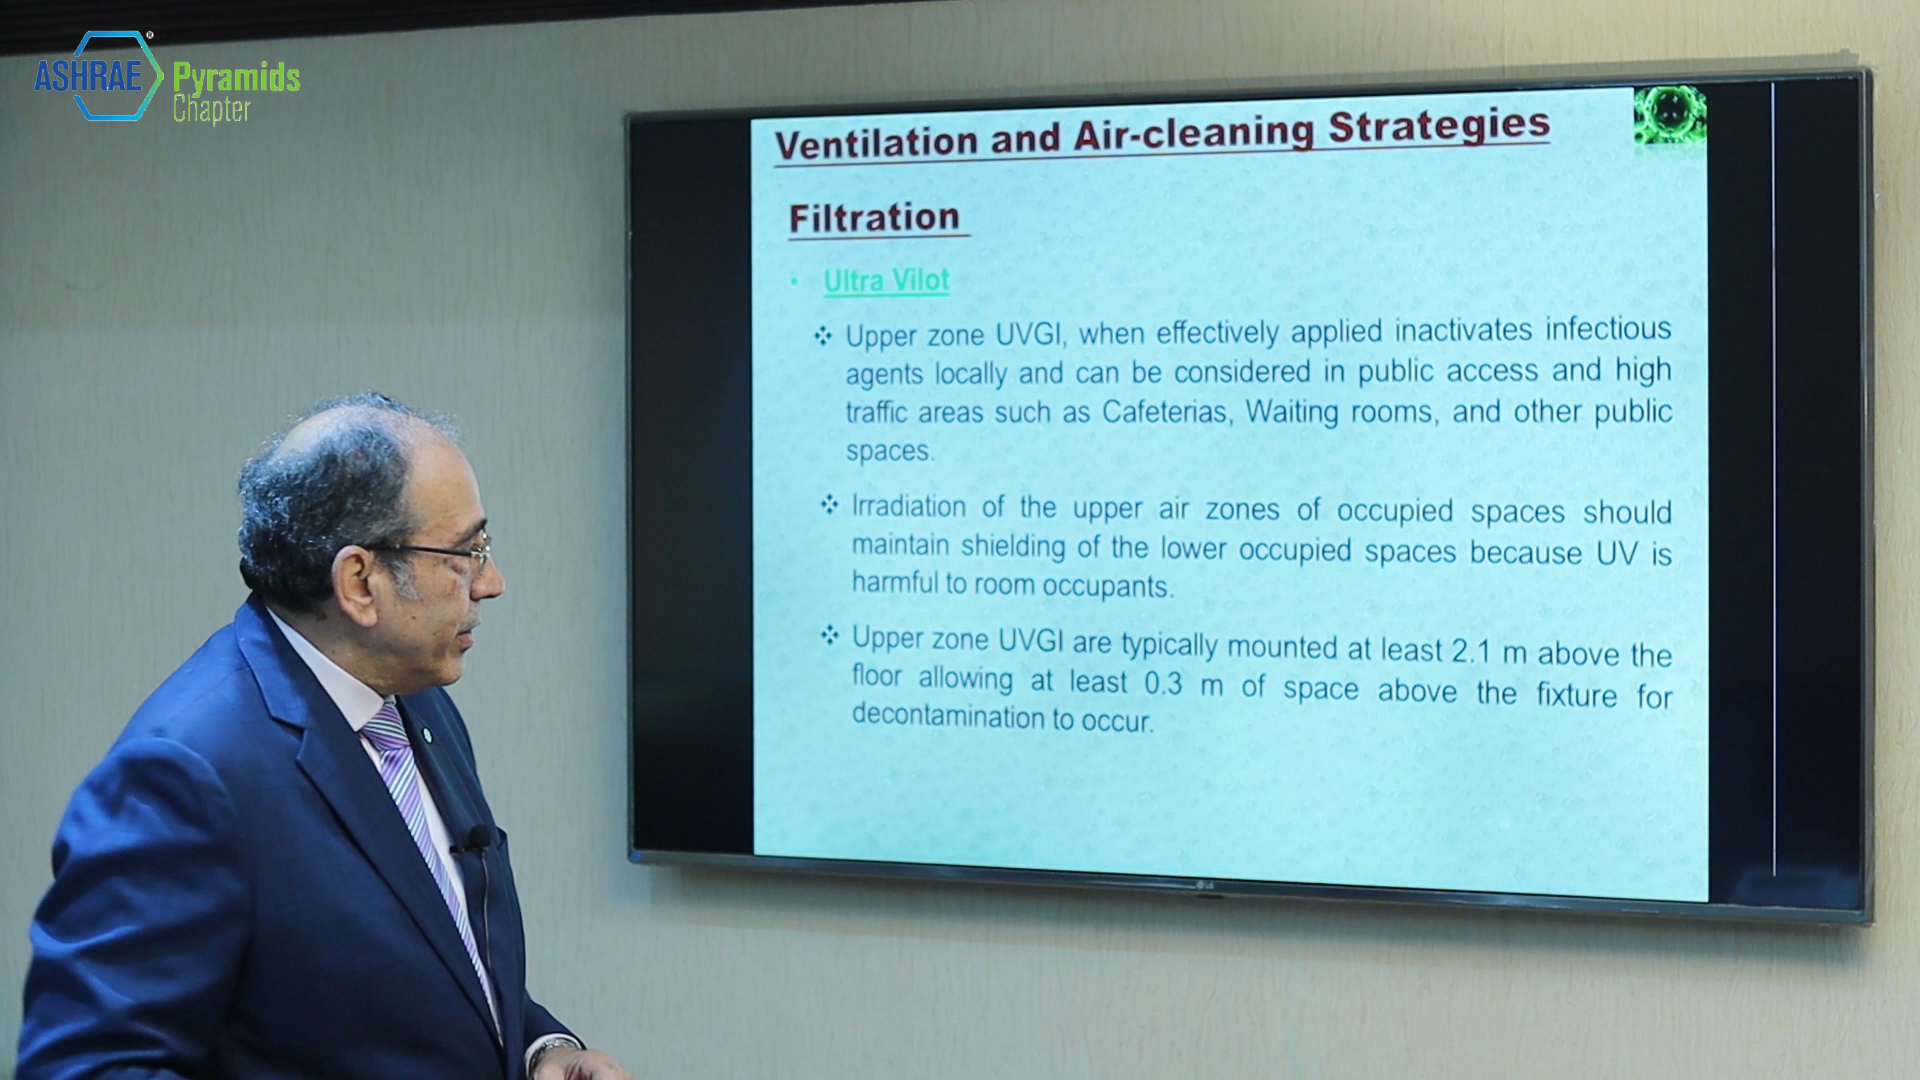 ASHRAE®
Pyramids
Chapter
Ventilation and Air-cleaning Strategies
Filtration
• Ultra Vilot
Upper zone UVGI, when effectively applied inactivates infectious
agents locally and can be considered in public access and high
traffic areas such as Cafeterias, Waiting rooms, and other public
spaces.
Irradiation of the upper air zones of occupied spaces should
maintain shielding of the lower occupied spaces because UV is
harmful to room occupants.
Upper zone UVGI are typically mounted at least 2.1 m above the
floor allowing at least 0.3 m of space above the fixture for
decontamination to occur.
LG